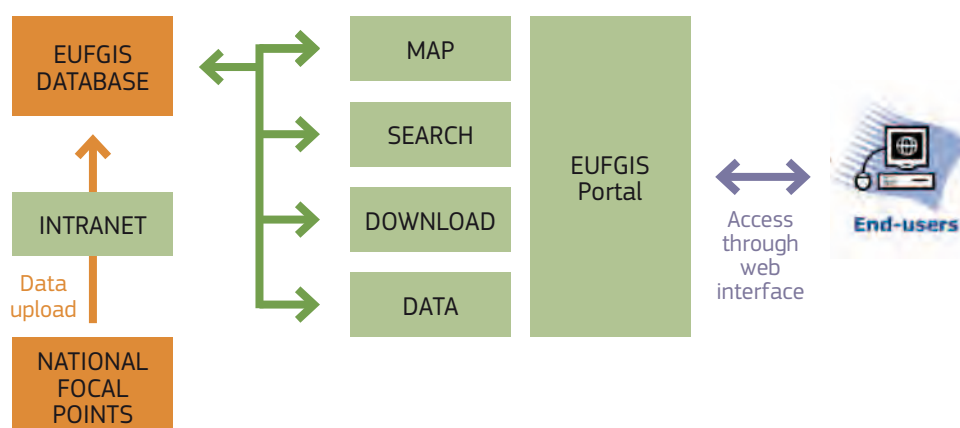 EUFGIS
DATABASE
INTRANET
Data
upload
NATIONAL
FOCAL
POINTS
MAP
SEARCH
DOWNLOAD
DATA
EUFGIS
Portal
Access
through
web
interface
End-users